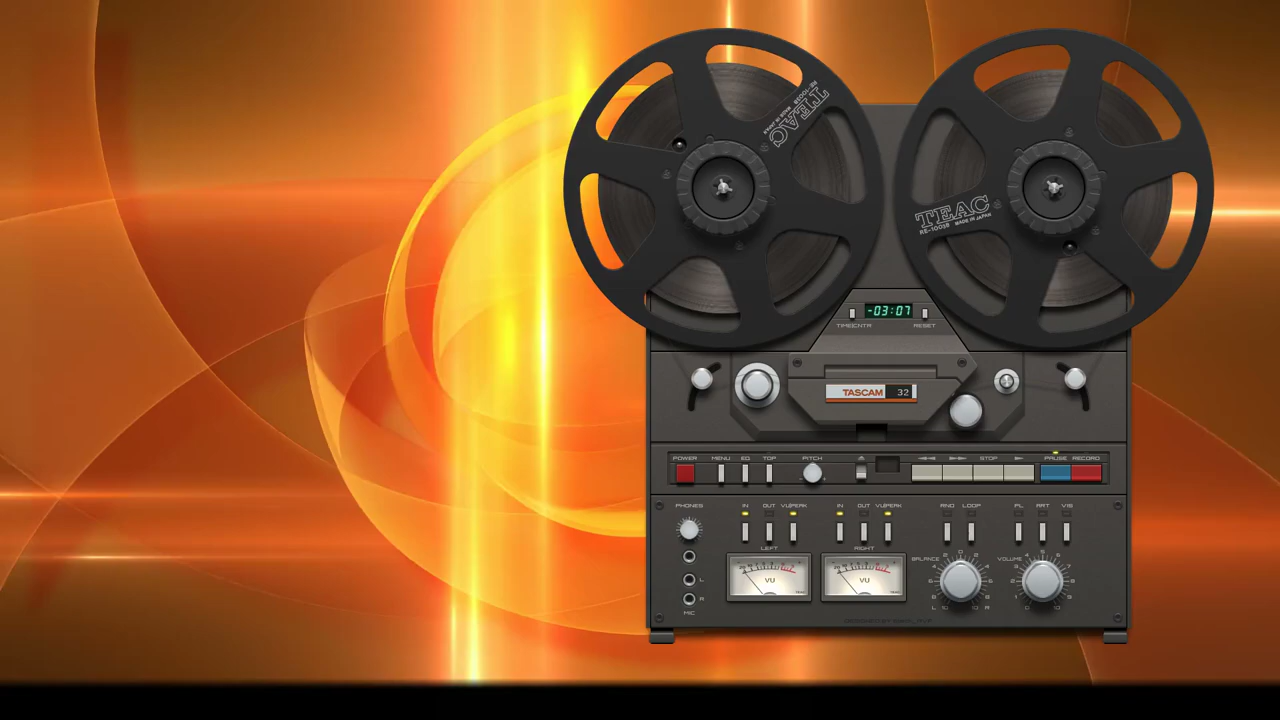 TEAC
RE-1003B
MADE IN JAPAN
TEAC
RE-1003B MADE IN JAPAN
-03:07
TIMECNTR RESET
TASCAM 32
POWER MENU EQ TOP PITCH STOP PAUSE RECORD
PHONES IN OUT VU/PEAK IN OUT VU/PEAK RND LOOP PL ART VIS
LEFT RIGHT
BALANCE VOLUME
VU VU
L
R
L R
MIC